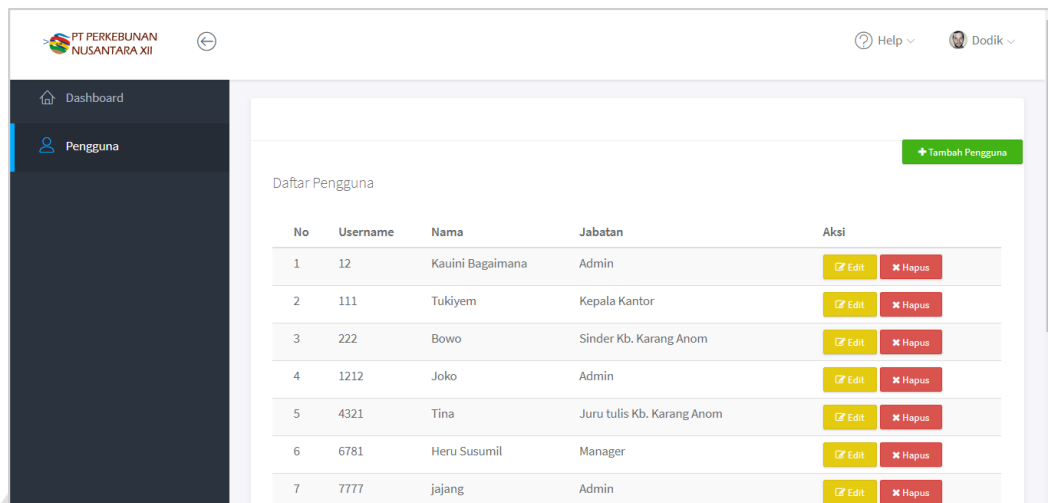 PT PERKEBUNAN
NUSANTARA XII
Help
Dodik
Dashboard
Pengguna
Tambah Pengguna
Daftar Pengguna
No Username Nama Jabatan Aksi
1 12 Kauini Bagaimana Admin Edit Hapus
2 111 Tukiyem Kepala Kantor Edit Hapus
3 222 Bowo Sinder Kb. Karang Anom Edit Hapus
4 1212 Joko Admin Edit Hapus
5 4321 Tina Juru tulis Kb. Karang Anom Edit Hapus
6 6781 Heru Susumil Manager Edit Hapus
7 7777 jajang Admin Edit Hapus